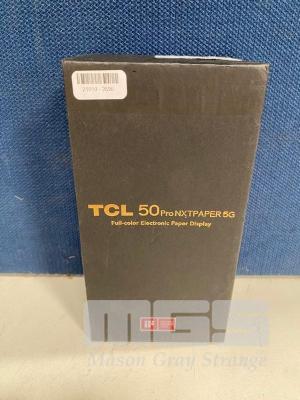 TCL 50 Pro NXTPAPER 5G
Full-color Electronic Paper Display
MGS
Mason Gray Strange